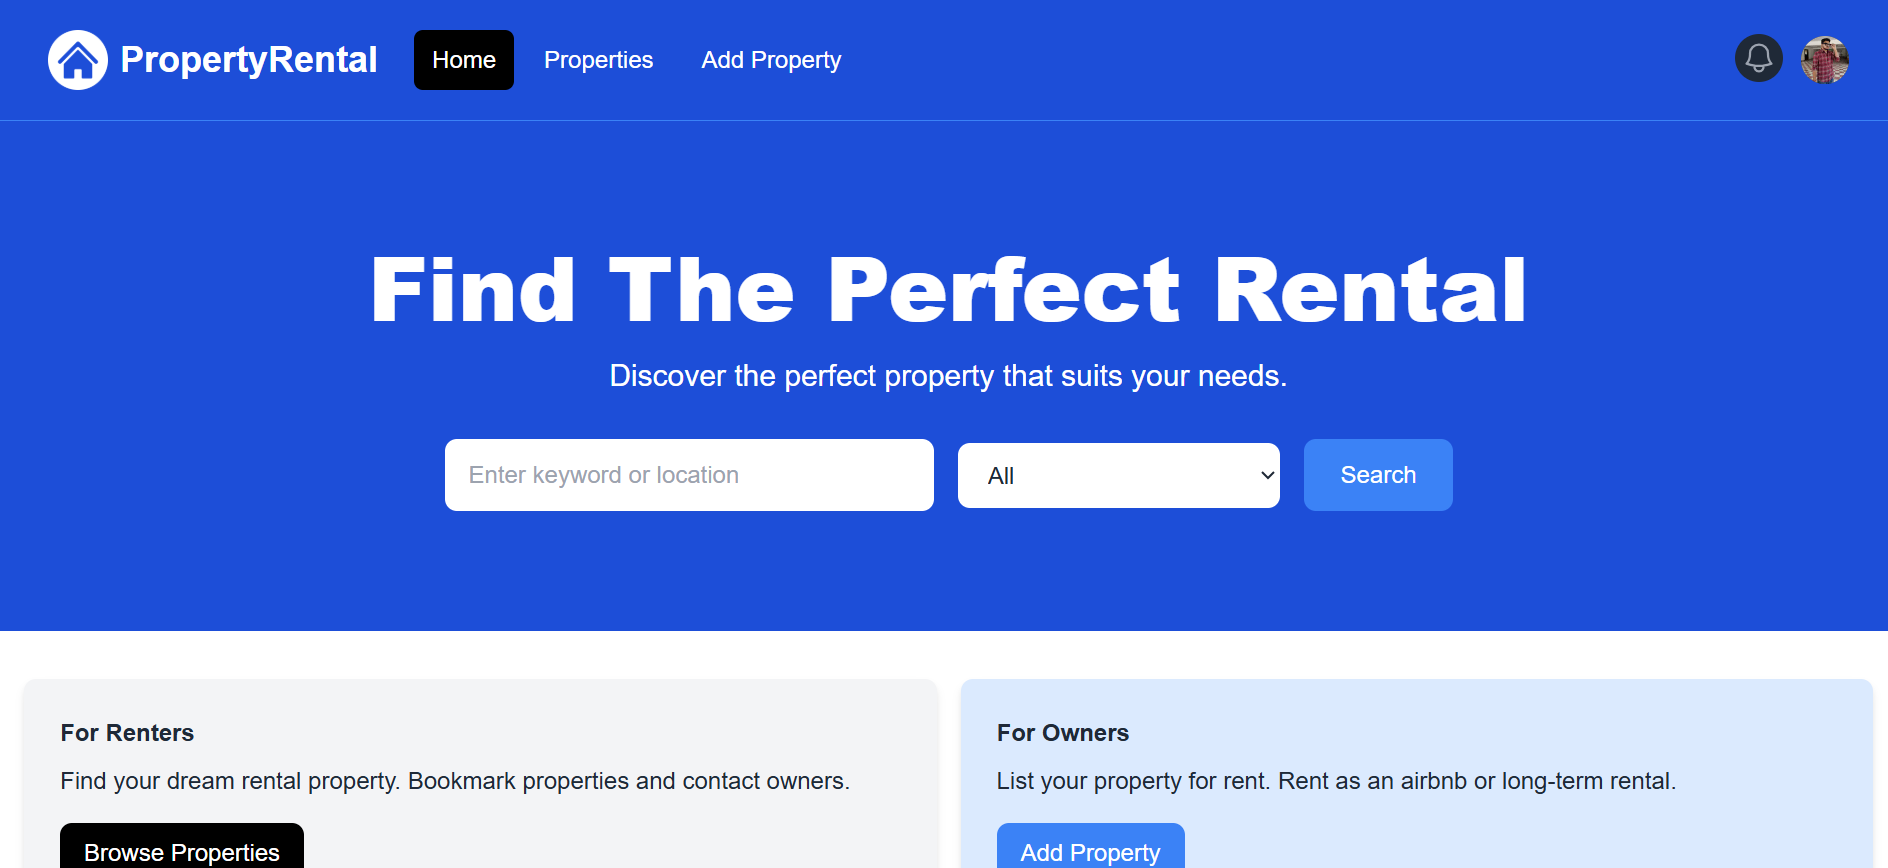 PropertyRental Home Properties Add Property
Find The Perfect Rental
Discover the perfect property that suits your needs.
Enter keyword or location All Search
For Renters
Find your dream rental property. Bookmark properties and contact owners.
Browse Properties
For Owners
List your property for rent. Rent as an airbnb or long-term rental.
Add Property